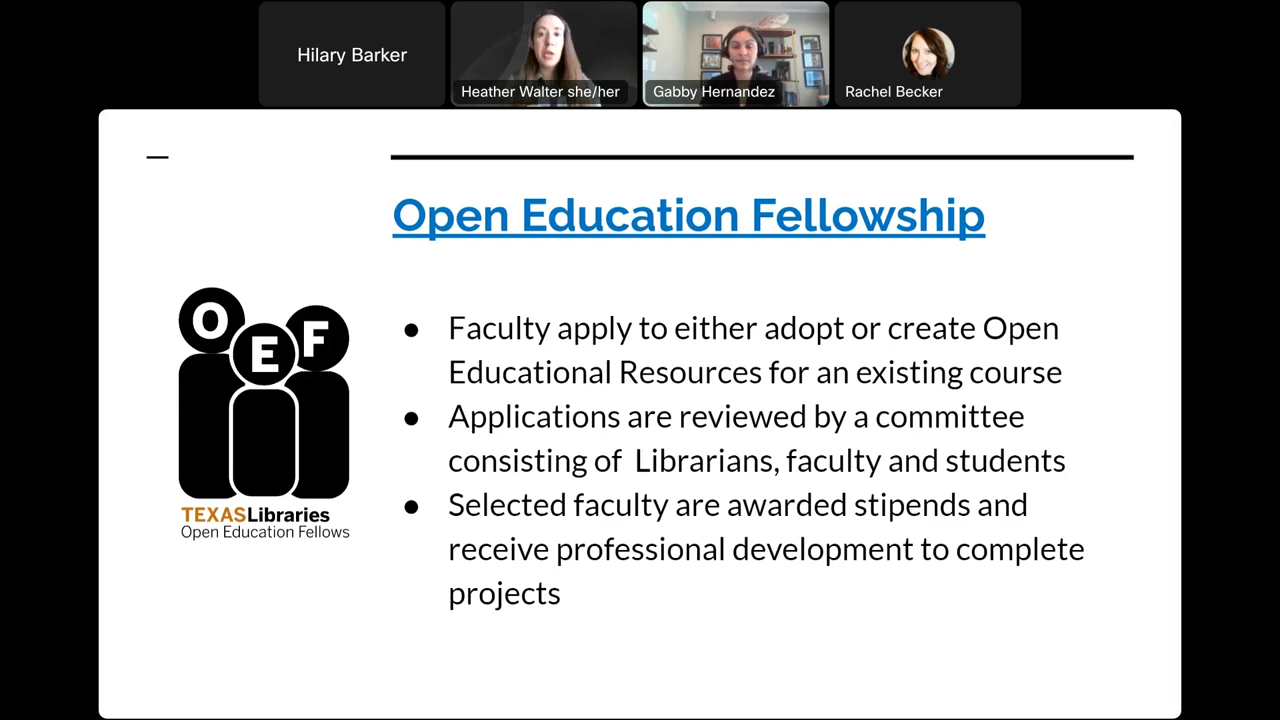 Hilary Barker
Heather Walter she/her
Gabby Hernandez
Rachel Becker
Open Education Fellowship
O
E
F
TEXASLibraries
Open Education Fellows
● Faculty apply to either adopt or create Open
Educational Resources for an existing course
● Applications are reviewed by a committee
consisting of  Librarians, faculty and students
● Selected faculty are awarded stipends and
receive professional development to complete
projects